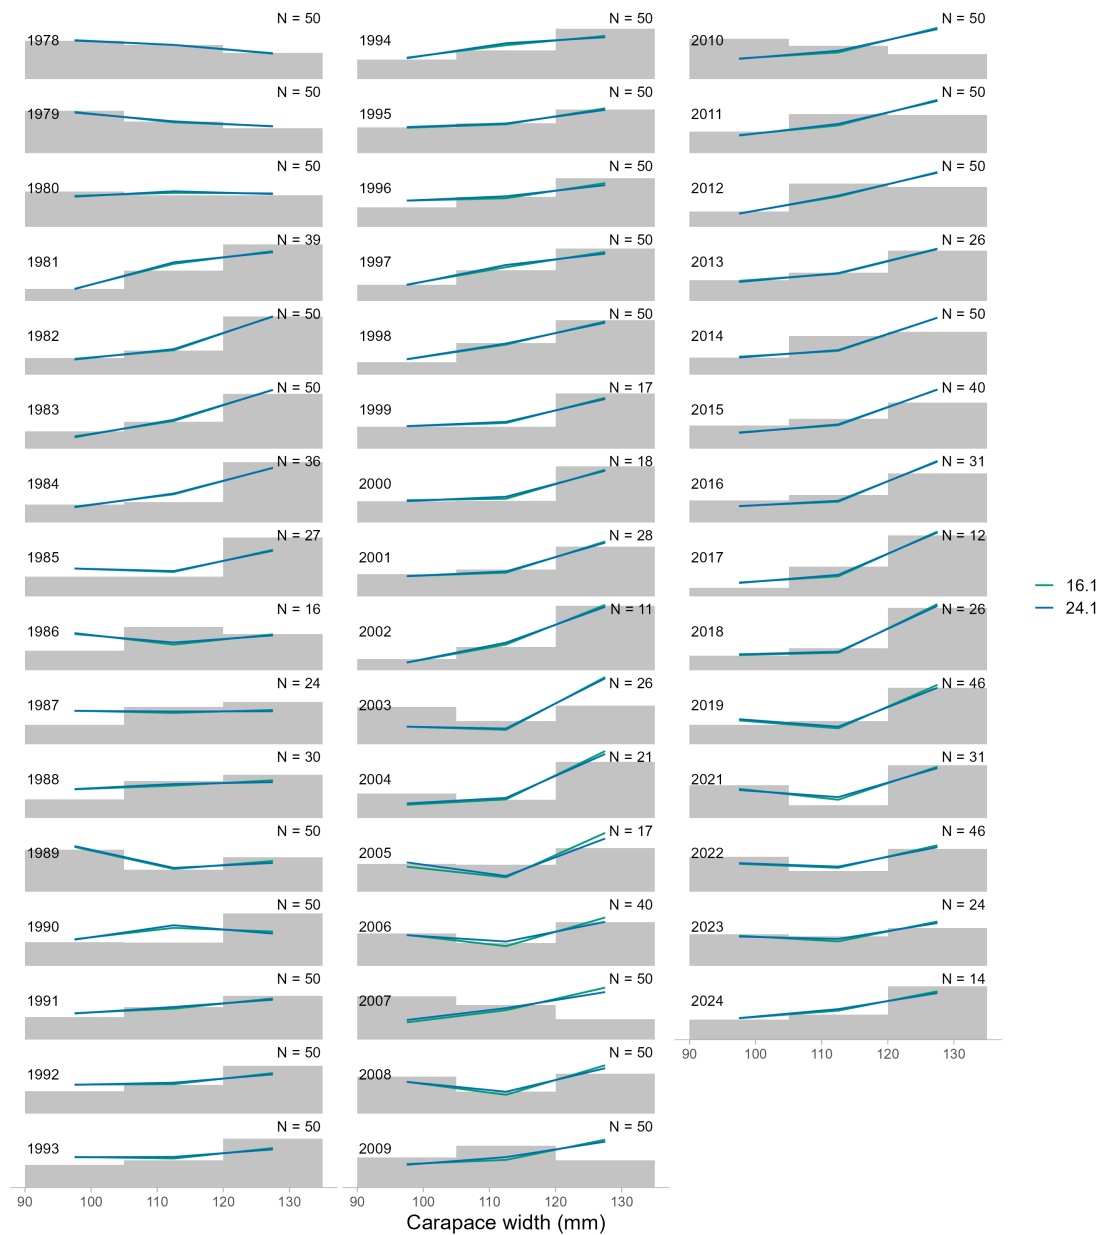 N = 50
1978
N = 50
1979
N = 50
1980
N = 39
1981
N = 50
1982
N = 50
1983
N = 36
1984
N = 27
1985
N = 16
1986
N = 24
1987
N = 30
1988
N = 50
1989
N = 50
1990
N = 50
1991
N = 50
1992
N = 50
1993
90 100 110 120 130
N = 50
1994
N = 50
1995
N = 50
1996
N = 50
1997
N = 50
1998
N = 17
1999
N = 18
2000
N = 28
2001
N = 11
2002
N = 26
2003
N = 21
2004
N = 17
2005
N = 40
2006
N = 50
2007
N = 50
2008
N = 50
2009
90 100 110 120 130
N = 50
2010
N = 50
2011
N = 50
2012
N = 26
2013
N = 50
2014
N = 40
2015
N = 31
2016
N = 12
2017
N = 26
2018
N = 46
2019
N = 31
2021
N = 46
2022
N = 24
2023
N = 14
2024
90 100 110 120 130
16.1
24.1
Carapace width (mm)